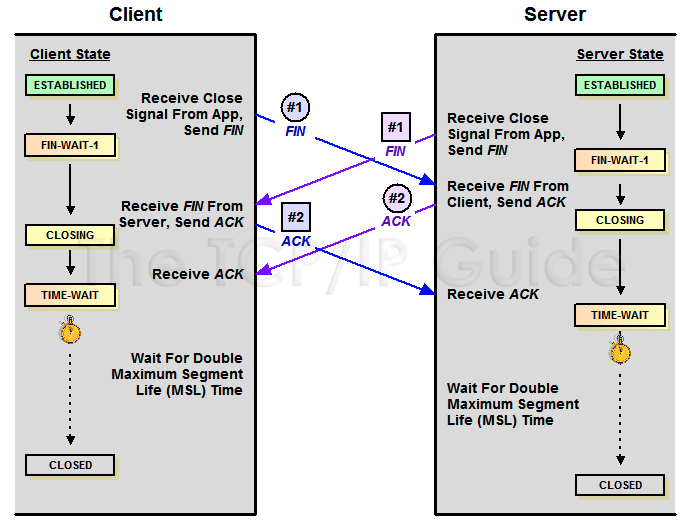 Client
Server
Client State
Server State
ESTABLISHED
ESTABLISHED
Receive Close
Signal From App,
Send FIN
#1
FIN
#1
FIN
Receive Close
Signal From App,
Send FIN
FIN-WAIT-1
FIN-WAIT-1
Receive FIN From
Server, Send ACK
#2
ACK
#2
ACK
Receive FIN From
Client, Send ACK
CLOSING
CLOSING
The TCP/IP Guide
Receive ACK
Receive ACK
TIME-WAIT
TIME-WAIT
Wait For Double
Maximum Segment
Life (MSL) Time
Wait For Double
Maximum Segment
Life (MSL) Time
CLOSED
CLOSED